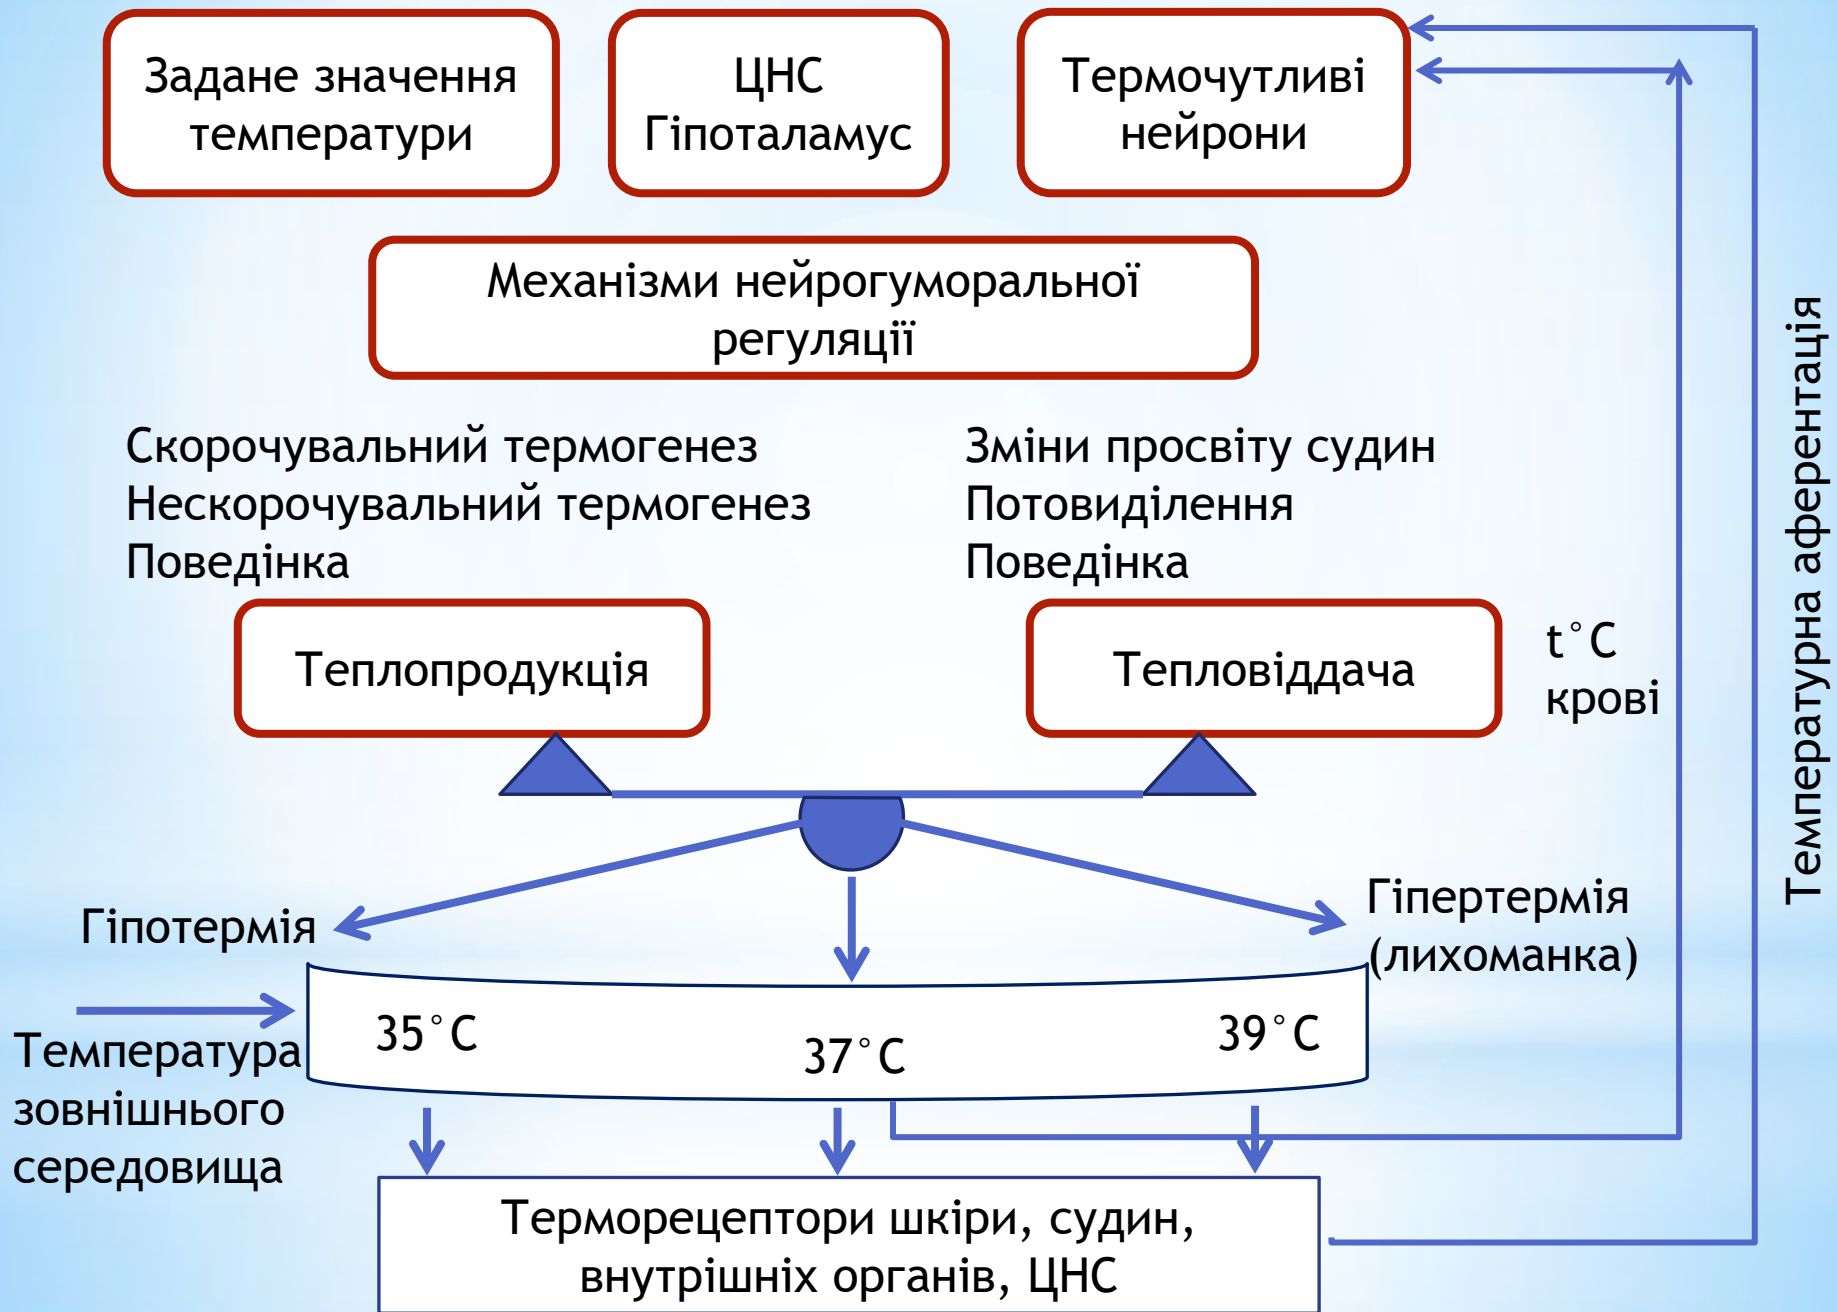 Задане значення
температури
ЦНС
Гіпоталамус
Термочутливі
нейрони
Механізми нейрогуморальної
регуляції
Скорочувальний термогенез
Нескорочувальний термогенез
Поведінка
Зміни просвіту судин
Потовиділення
Поведінка
Теплопродукція
Тепловіддача
t°C
крові
Температурна аферентація
Гіпотермія
Гіпертермія
(лихоманка)
Температура
зовнішнього
середовища
35°C
37°C
39°C
Терморецептори шкіри, судин,
внутрішніх органів, ЦНС